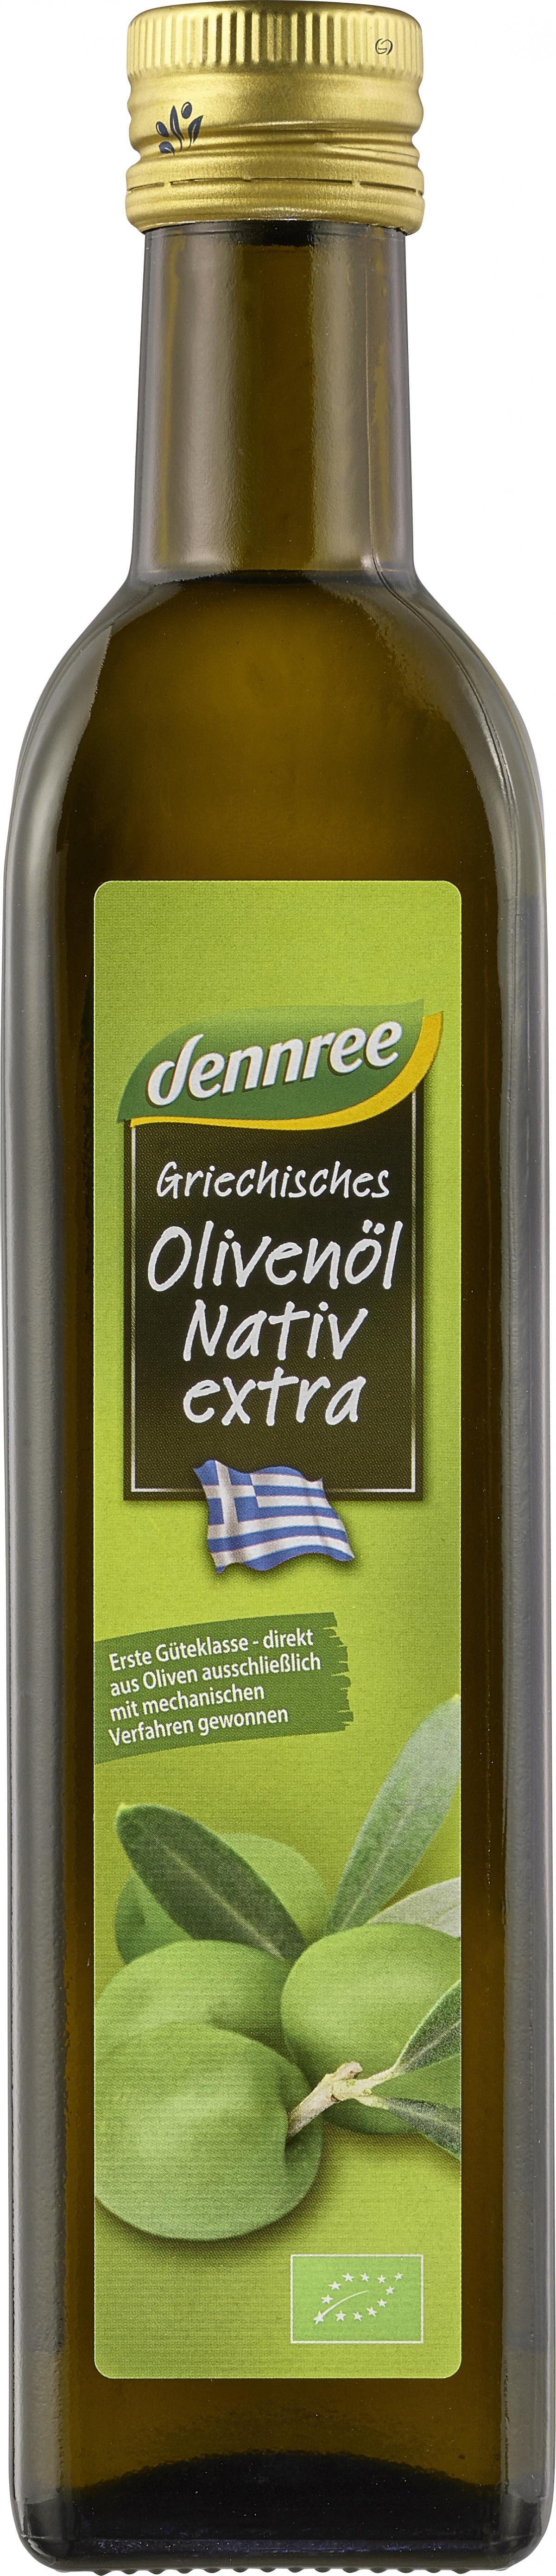 dennree
Griechisches
Olivenöl
Nativ
extra
Erste Güteklasse - direkt
aus Oliven ausschließlich
mit mechanischen
Verfahren gewonnen